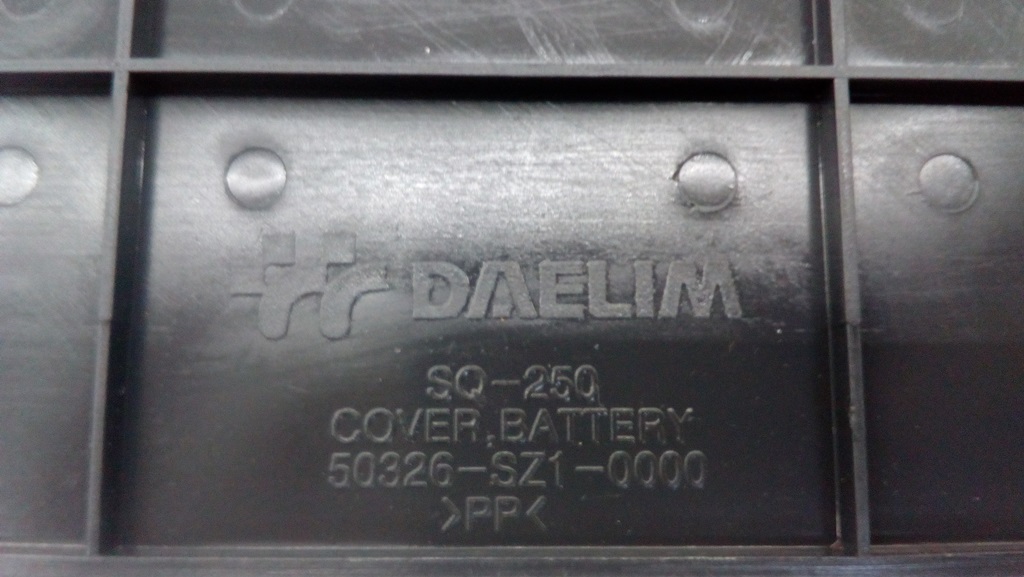 DAELIM
SQ-250
COVER,BATTERY
50326-SZ1-0000
>PP<